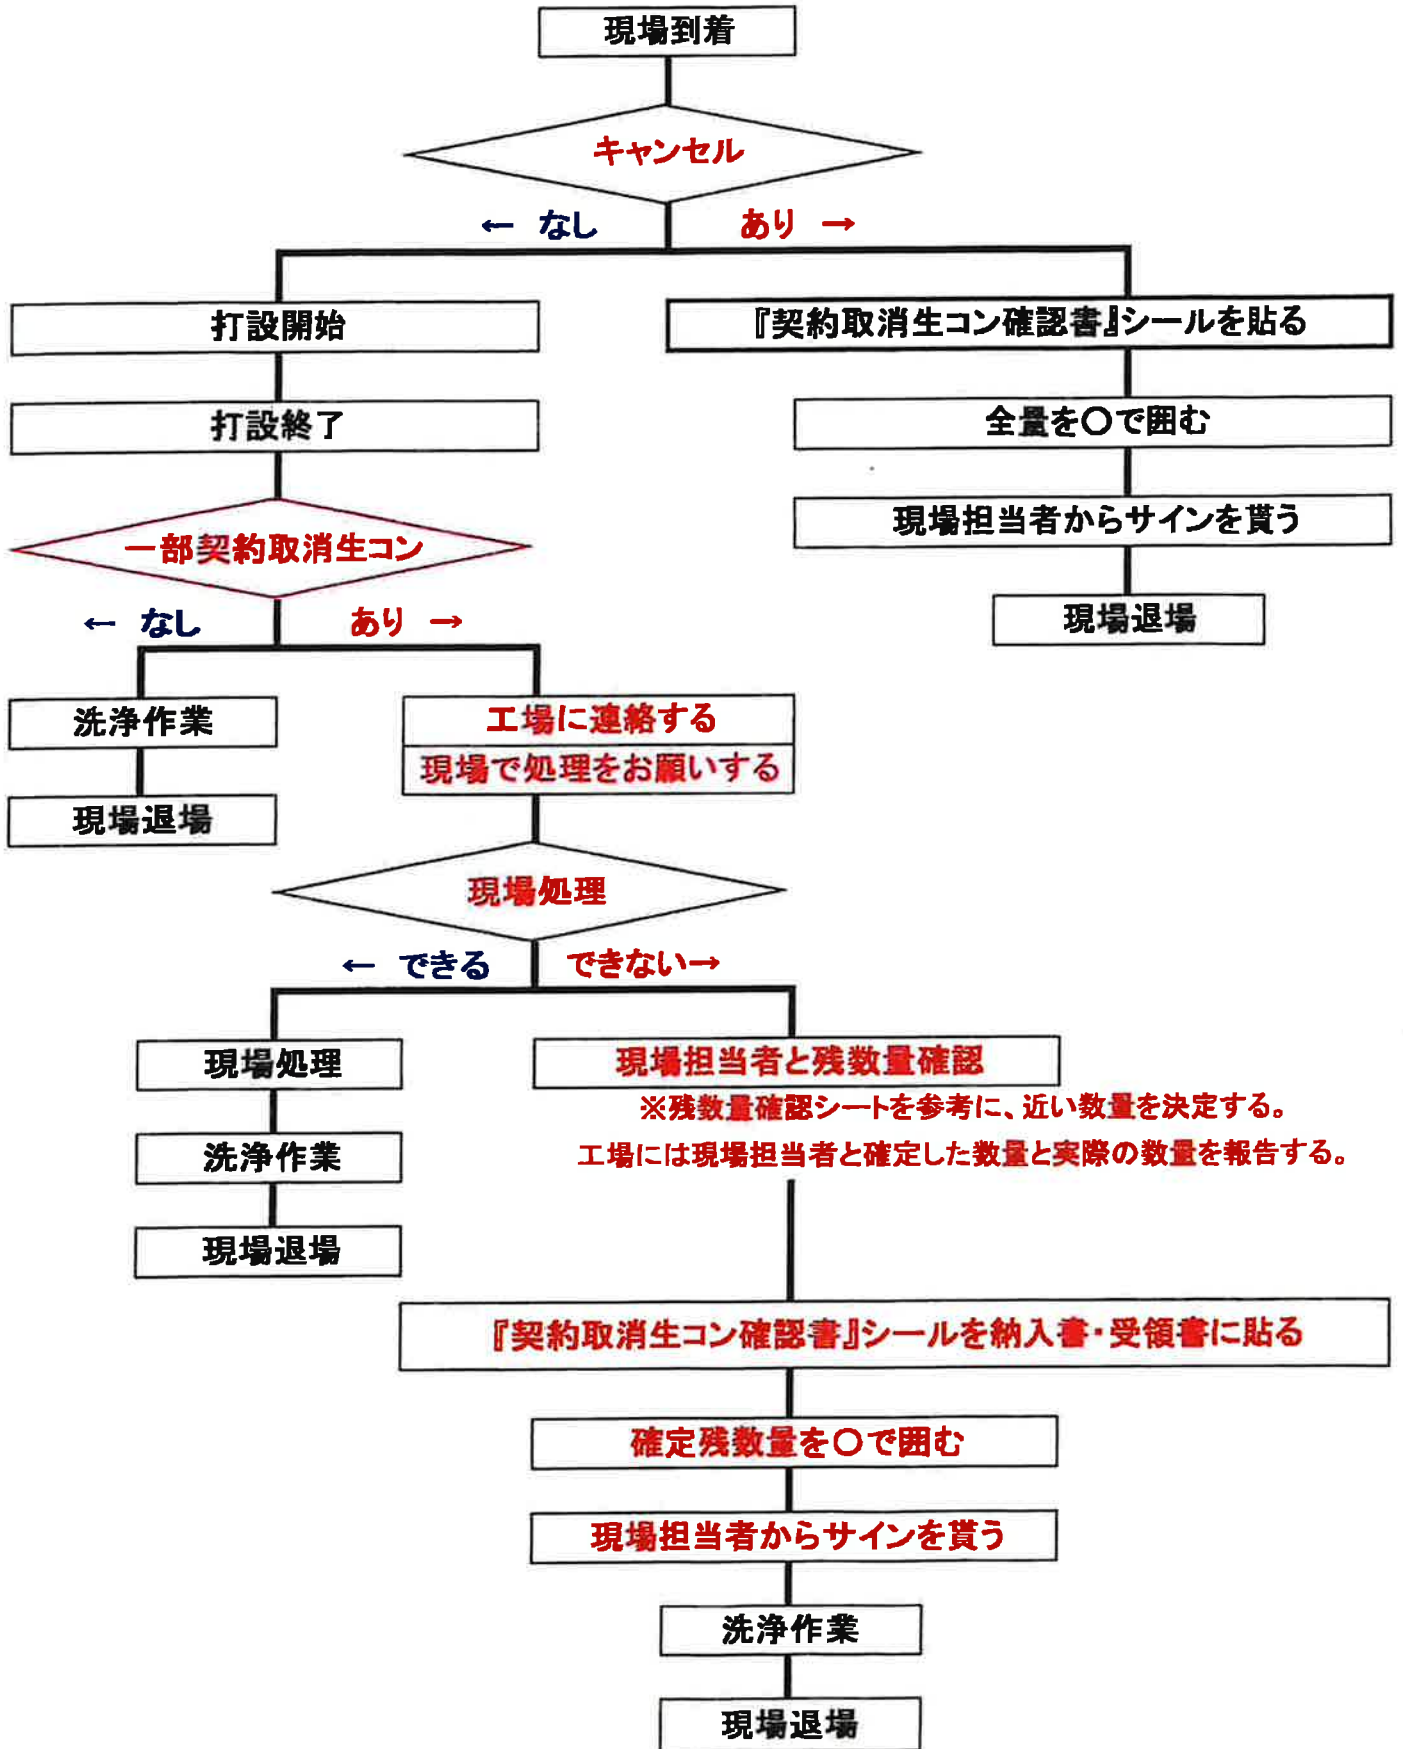 現場到着
キャンセル
← なし
あり →
打設開始
『契約取消生コン確認書』シールを貼る
打設終了
全量を〇で囲む
現場担当者からサインを貰う
一部契約取消生コン
現場退場
← なし
あり →
洗浄作業
工場に連絡する
現場で処理をお願いする
現場退場
現場処理
← できる
できない→
現場処理
現場担当者と残数量確認
※残数量確認シートを参考に、近い数量を決定する。
洗浄作業
工場には現場担当者と確定した数量と実際の数量を報告する。
現場退場
『契約取消生コン確認書』シールを納入書・受領書に貼る
確定残数量を〇で囲む
現場担当者からサインを貰う
洗浄作業
現場退場